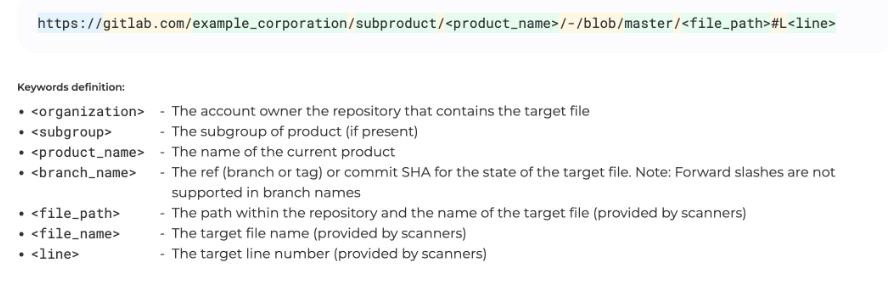 https://gitlab.com/example_corporation/subproduct/<product_name>/-/blob/master/<file_path>#L<line>
Keywords definition:
• <organization> - The account owner the repository that contains the target file
• <subgroup> - The subgroup of product (if present)
• <product_name> - The name of the current product
• <branch_name> - The ref (branch or tag) or commit SHA for the state of the target file. Note: Forward slashes are not
supported in branch names
• <file_path> - The path within the repository and the name of the target file (provided by scanners)
• <file_name> - The target file name (provided by scanners)
• <line> - The target line number (provided by scanners)